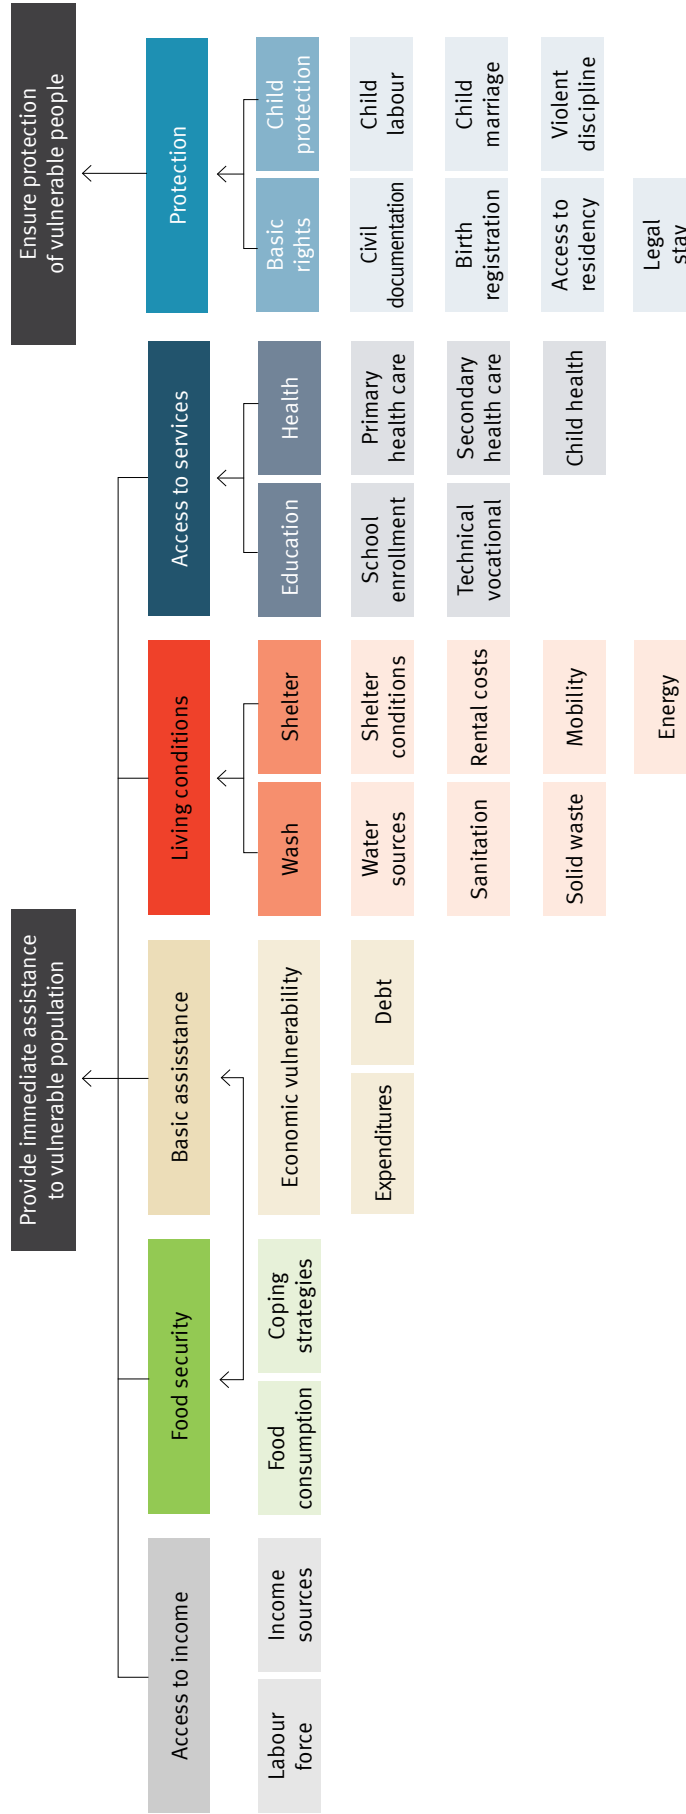 Provide immediate assistance
to vulnerable population
Ensure protection
of vulnerable people
Access to income
Food security
Basic assisstance
Living conditions
Access to services
Protection
Labour
force
Income
sources
Food
consumption
Coping
strategies
Economic vulnerability
Wash
Shelter
Education
Health
Basic
rights
Child
protection
Expenditures
Debt
Water
sources
Shelter
conditions
School
enrollment
Primary
health care
Civil
documentation
Child
labour
Sanitation
Rental costs
Technical
vocational
Secondary
health care
Birth
registration
Child
marriage
Solid waste
Mobility
Child health
Access to
residency
Violent
discipline
Energy
Legal
stay